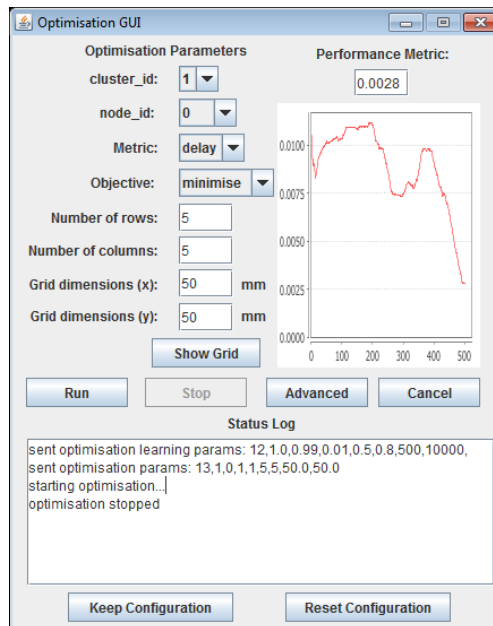 Optimisation GUI
Optimisation Parameters
Performance Metric:
cluster_id:
1
0.0028
node_id:
0
Metric:
delay
Objective:
minimise
Number of rows:
5
Number of columns:
5
Grid dimensions (x):
50
mm
Grid dimensions (y):
50
mm
0.0100
0.0075
0.0050
0.0025
0.0000
0
100
200
300
400
500
Show Grid
Run
Stop
Advanced
Cancel
Status Log
sent optimisation learning params: 12,1.0,0.99,0.01,0.5,0.8,500,10000,
sent optimisation params: 13,1,0,1,1,5,5,50.0,50.0
starting optimisation...
optimisation stopped
Keep Configuration
Reset Configuration